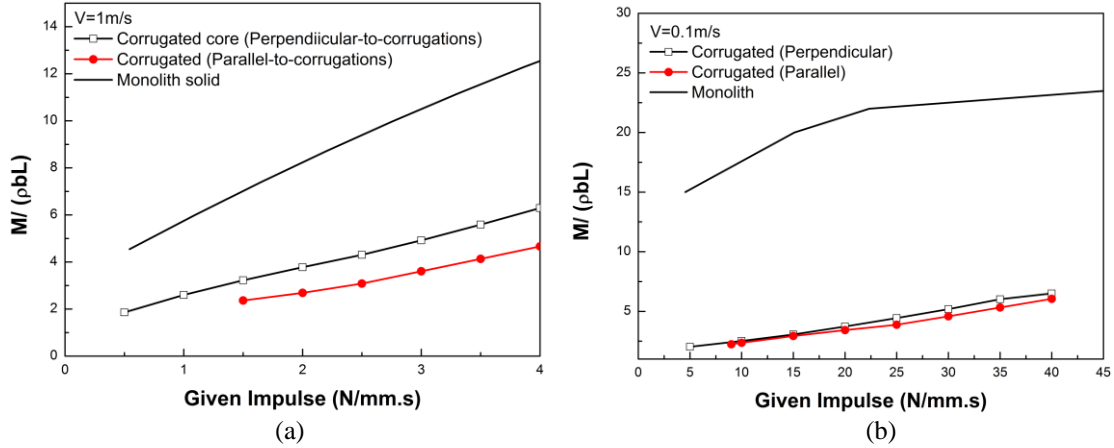 V=1m/s
Corrugated core (Perpendiicular-to-corrugations)
Corrugated (Parallel-to-corrugations)
Monolith solid
14
12
10
8
6
4
2
0
M/ (ρbL)
0 1 2 3 4
Given Impulse (N/mm.s)
(a)
V=0.1m/s
Corrugated (Perpendicular)
Corrugated (Parallel)
Monolith
30
25
20
15
10
5
M/ (ρbL)
0 5 10 15 20 25 30 35 40 45
Given Impulse (N/mm.s)
(b)